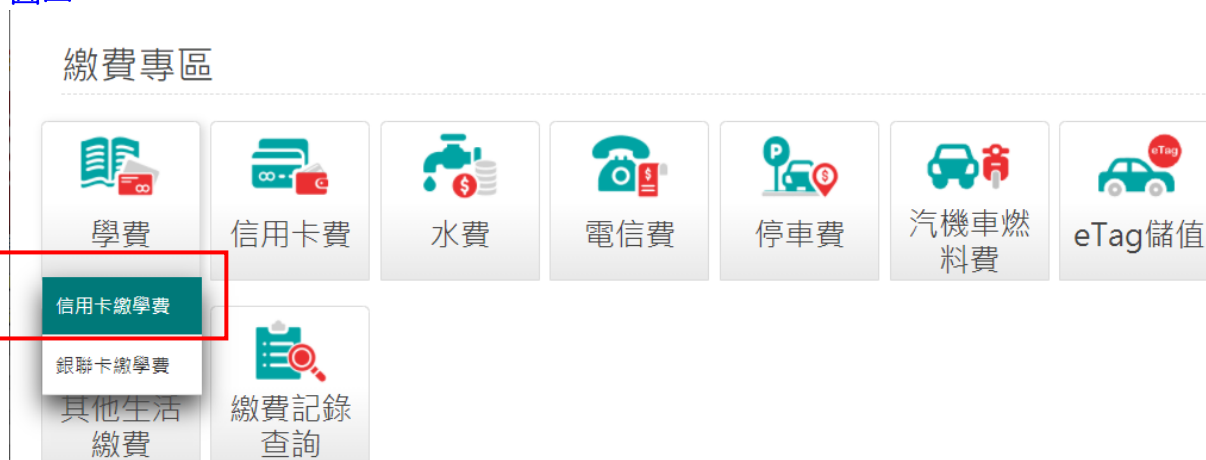 繳費專區
eTag
學費
信用卡費
水費
電信費
停車費
汽機車燃
料費
eTag儲值
信用卡繳學費
銀聯卡繳學費
其他生活
繳費
繳費記錄
查詢